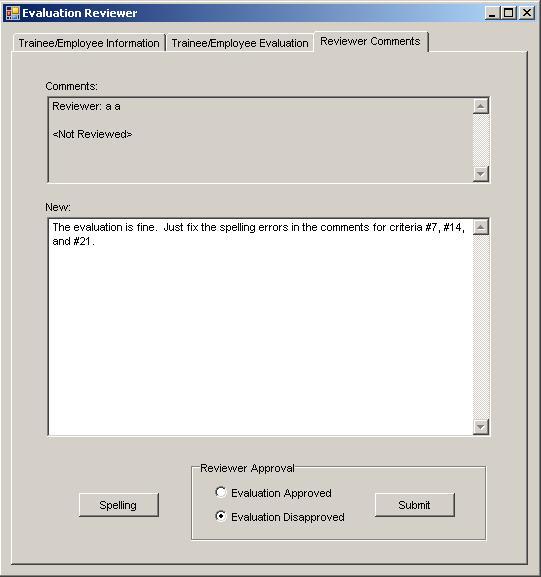 Evaluation Reviewer
Trainee/Employee Information Trainee/Employee Evaluation Reviewer Comments
Comments:
Reviewer: a a
<Not Reviewed>
New:
The evaluation is fine.  Just fix the spelling errors in the comments for criteria #7, #14,
and #21.
Reviewer Approval
Evaluation Approved
Spelling
Submit
Evaluation Disapproved